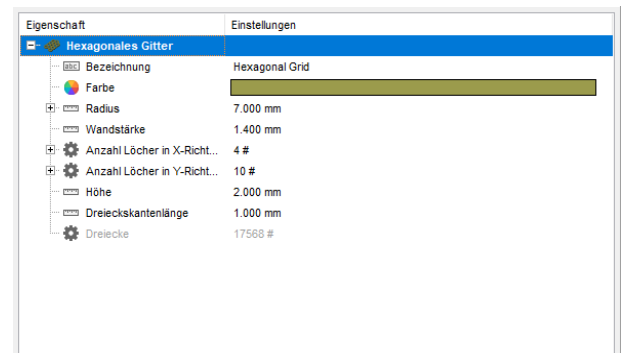 Eigenschaft Einstellungen
Hexagonales Gitter
abc Bezeichnung Hexagonal Grid
Farbe
Radius 7.000 mm
Wandstärke 1.400 mm
Anzahl Löcher in X-Richt... 4 #
Anzahl Löcher in Y-Richt... 10 #
Höhe 2.000 mm
Dreieckskantenlänge 1.000 mm
Dreiecke 17568 #